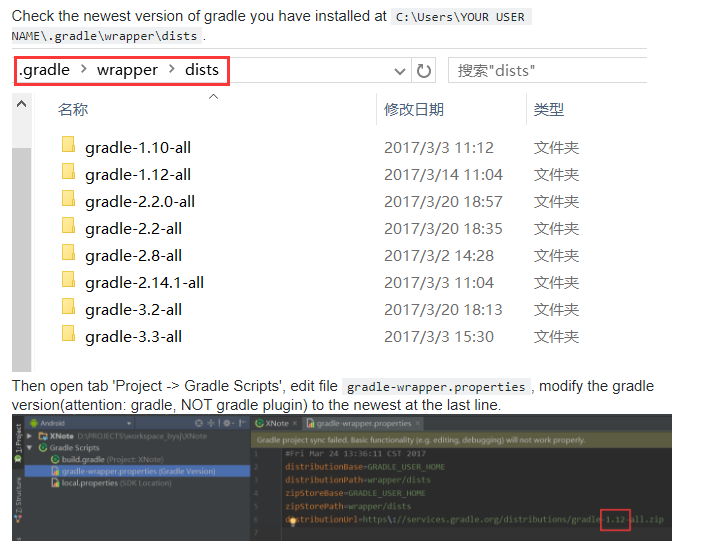 Check the newest version of gradle you have installed at C:\Users\YOUR USER
NAME\.gradle\wrapper\dists.
.gradle > wrapper > dists
搜索"dists"
名称 修改日期 类型
gradle-1.10-all 2017/3/3 11:12 文件夹
gradle-1.12-all 2017/3/14 11:04 文件夹
gradle-2.2.0-all 2017/3/20 18:57 文件夹
gradle-2.2-all 2017/3/20 18:35 文件夹
gradle-2.8-all 2017/3/2 14:28 文件夹
gradle-2.14.1-all 2017/3/3 11:04 文件夹
gradle-3.2-all 2017/3/20 18:13 文件夹
gradle-3.3-all 2017/3/3 15:30 文件夹
Then open tab 'Project -> Gradle Scripts', edit file gradle-wrapper.properties, modify the gradle
version(attention: gradle, NOT gradle plugin) to the newest at the last line.
1: Project
Z: Structure
Android
XNote D:\PROJECTS\workspace_bysj\XNote
Gradle Scripts
build.gradle (Project: XNote)
gradle-wrapper.properties (Gradle Version)
local.properties (SDK Location)
XNote × gradle-wrapper.properties ×
Gradle project sync failed. Basic functionality (e.g. editing, debugging) will not work properly.
1 #Fri Mar 24 13:36:11 CST 2017
2 distributionBase=GRADLE_USER_HOME
3 distributionPath=wrapper/dists
4 zipStoreBase=GRADLE_USER_HOME
5 zipStorePath=wrapper/dists
6 distributionUrl=https\://services.gradle.org/distributions/gradle-1.12-all.zip
7